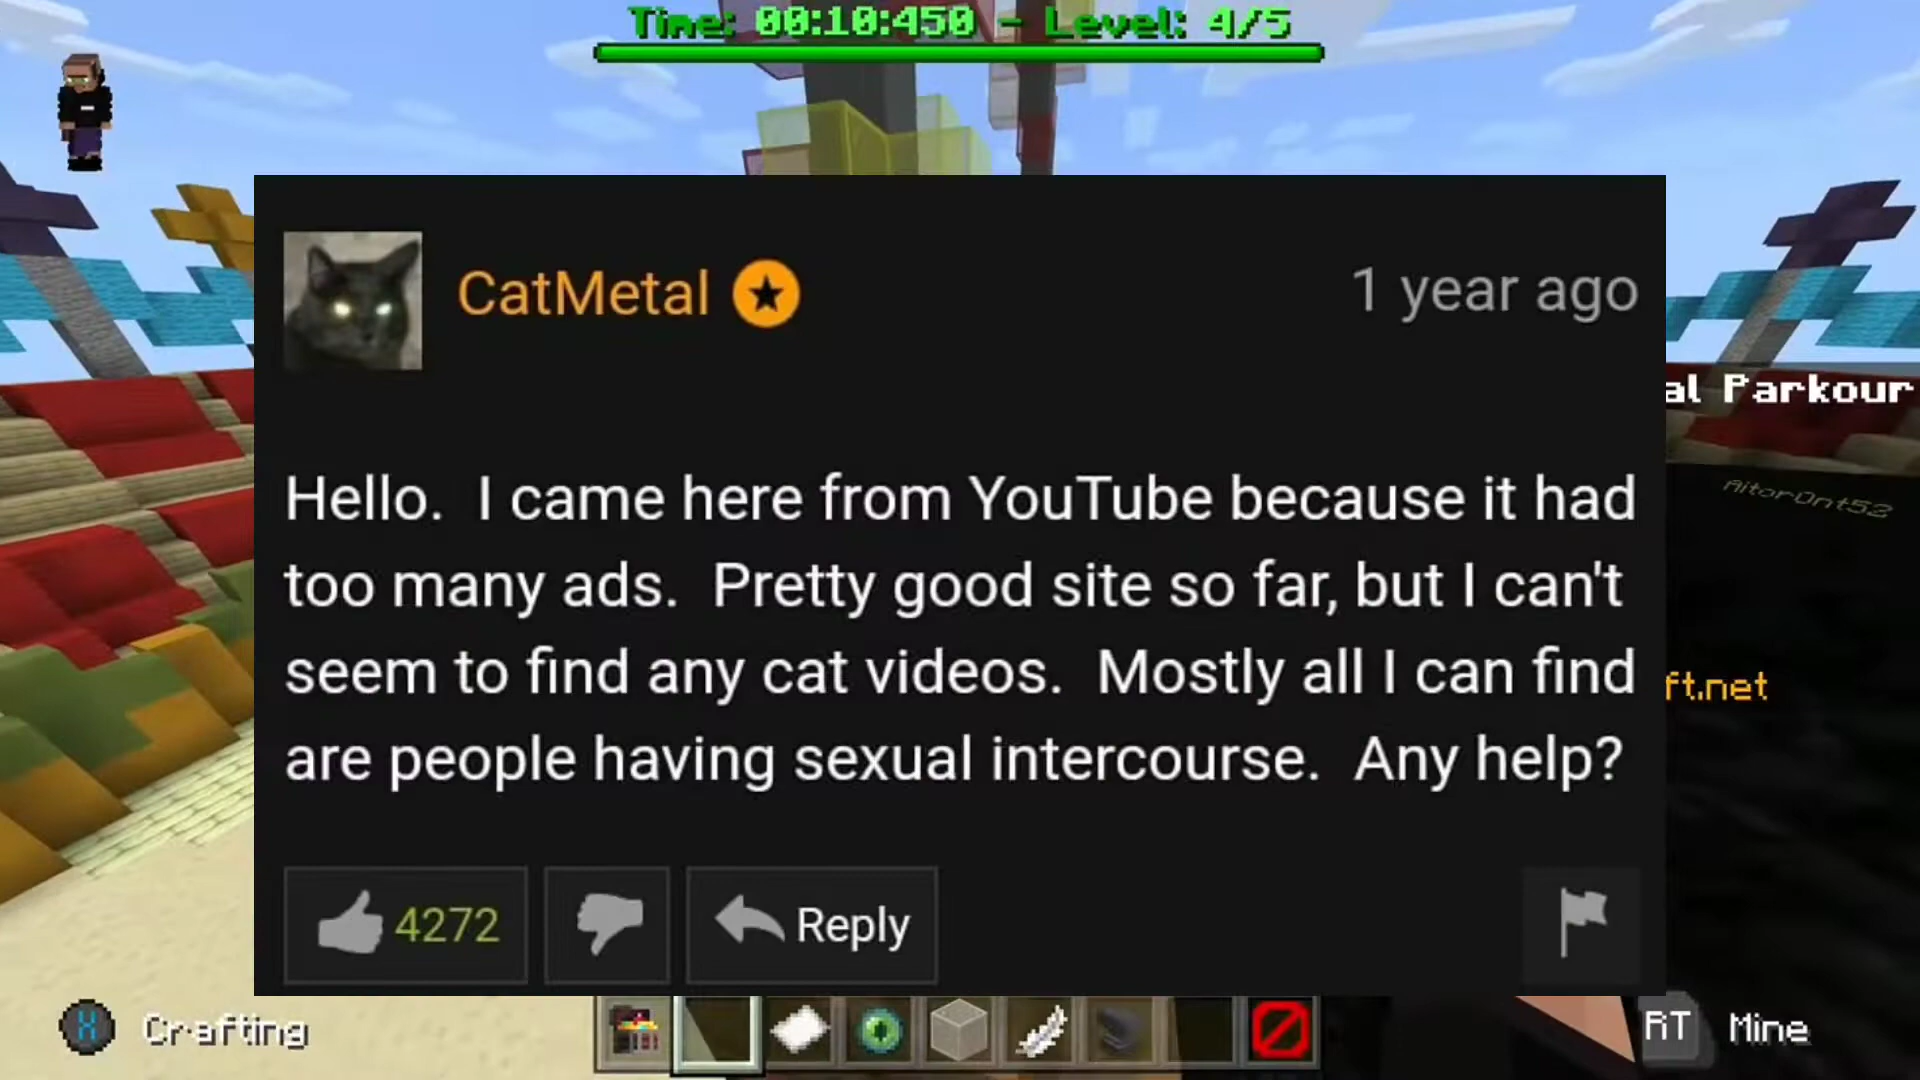 Time: 00:10:450 - Level: 4/5
CatMetal
1 year ago
al Parkour
AitorOnt52
Hello. I came here from YouTube because it had
too many ads. Pretty good site so far, but I can't
seem to find any cat videos. Mostly all I can find
ft.net
are people having sexual intercourse. Any help?
4272
Reply
X Crafting
RT Mine